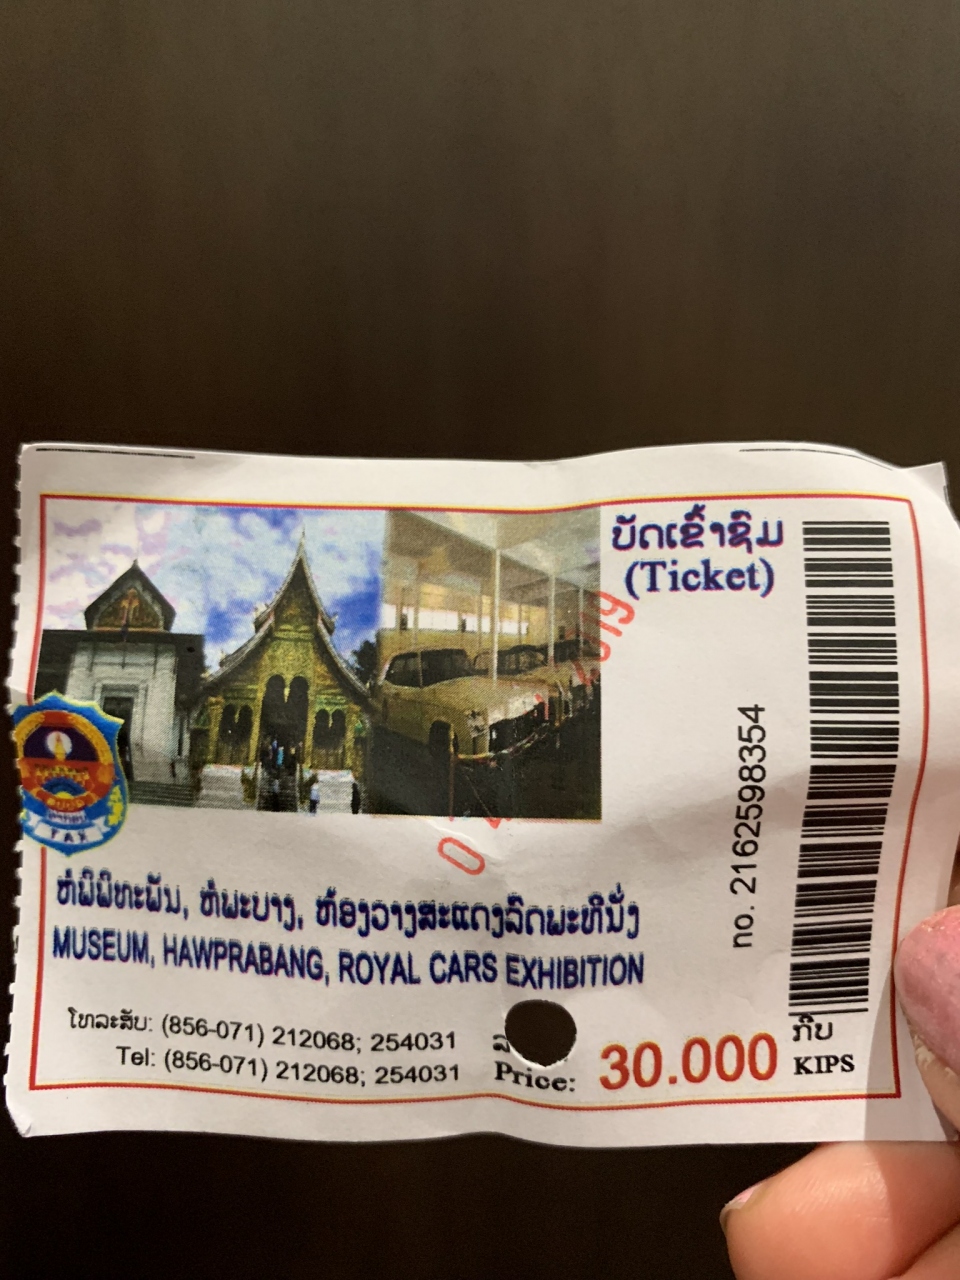 ບັດເຂົ້າຊົມ
(Ticket)
no. 216259​8354
ຫໍພິພິທະພັນ, ຫໍພະບາງ, ຫ້ອງວາງສະແດງລົດພະທີ່ນັ່ງ
MUSEUM, HAWPRABANG, ROYAL CARS EXHIBITION
ໂທລະສັບ: (856-071) 212068; 254031
Tel: (856-071) 212068; 254031
Price: 30.000 ກີບ
KIPS